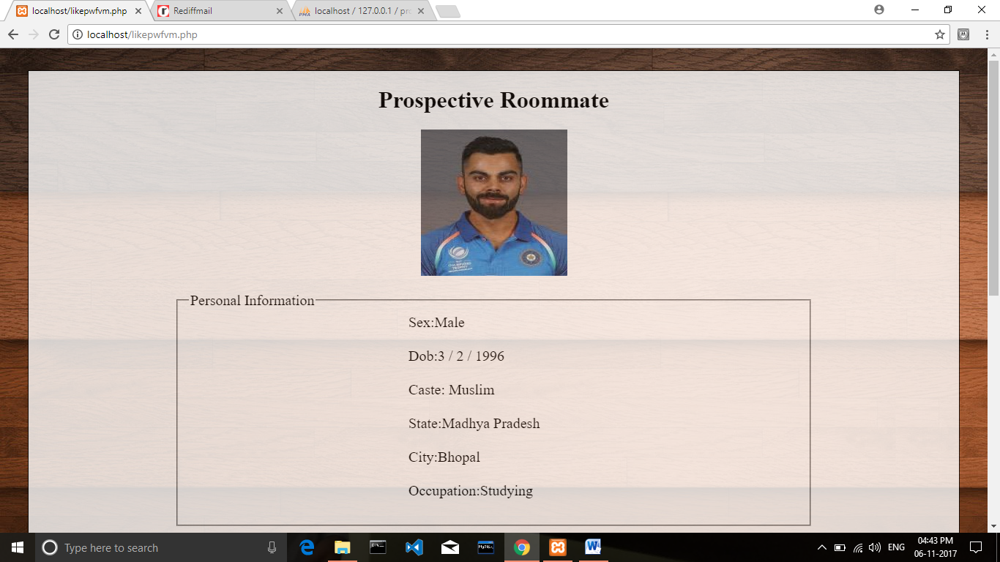 localhost/likepwfvm.php
Rediffmail
PMA
localhost / 127.0.0.1 / pro
localhost/likepwfvm.php
Prospective Roommate
Personal Information
Sex:Male
Dob:3 / 2 / 1996
Caste: Muslim
State:Madhya Pradesh
City:Bhopal
Occupation:Studying
Type here to search
ENG
04:43 PM
06-11-2017